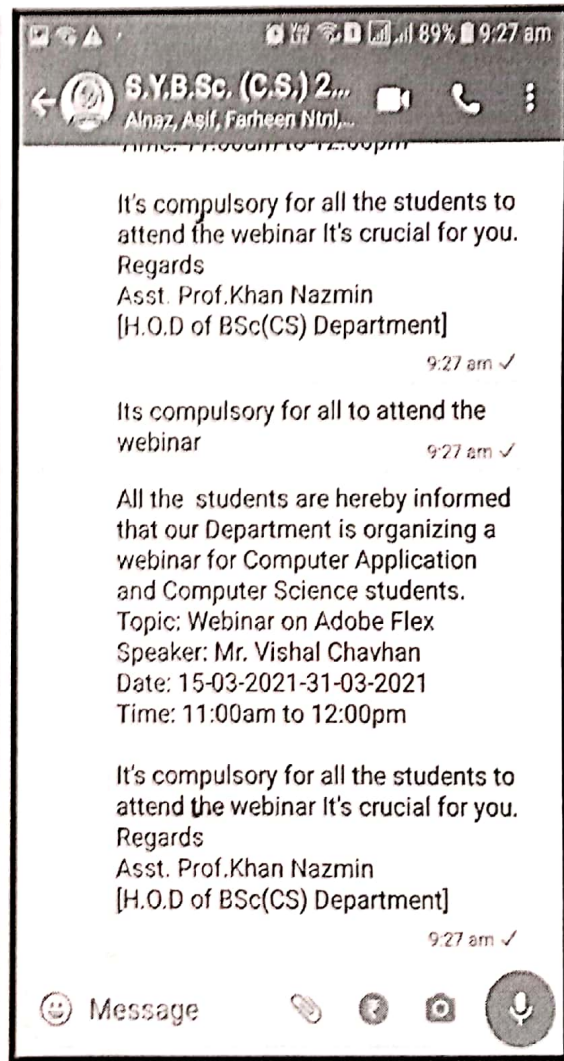 89% 9:27 am
S.Y.B.Sc. (C.S.) 2...
Alnaz, Asif, Farheen Ntnl,...
Time: 11:00am to 12:00pm
It's compulsory for all the students to
attend the webinar It's crucial for you.
Regards
Asst. Prof.Khan Nazmin
[H.O.D of BSc(CS) Department]
9:27 am
Its compulsory for all to attend the
webinar
9:27 am
All the students are hereby informed
that our Department is organizing a
webinar for Computer Application
and Computer Science students.
Topic: Webinar on Adobe Flex
Speaker: Mr. Vishal Chavhan
Date: 15-03-2021-31-03-2021
Time: 11:00am to 12:00pm
It's compulsory for all the students to
attend the webinar It's crucial for you.
Regards
Asst. Prof.Khan Nazmin
[H.O.D of BSc(CS) Department]
9:27 am
Message